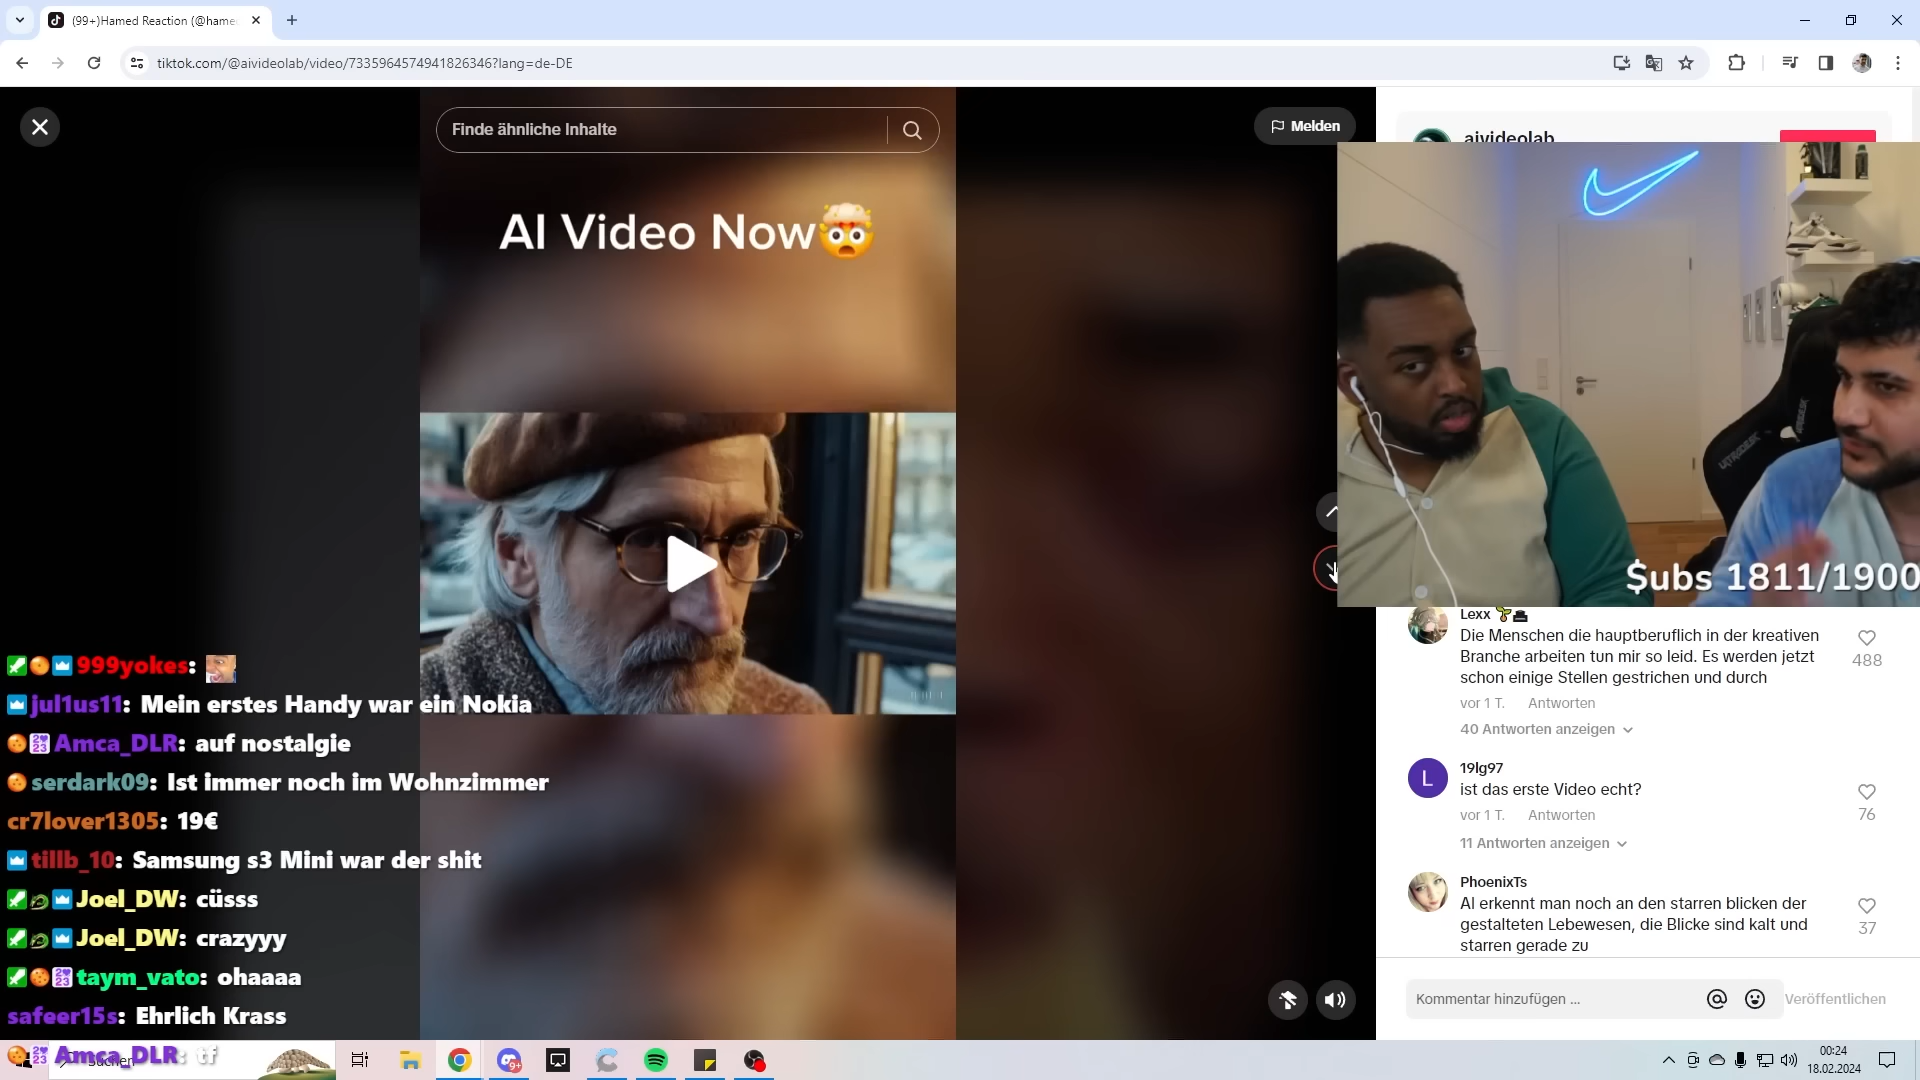 (99+)Hamed Reaction (@hame
tiktok.com/@aivideolab/video/7335964574941826346?lang=de-DE
Finde ähnliche Inhalte
Melden
AI Video Now🤯
aivideolab
$ubs 1811/1900
Lexx
Die Menschen die hauptberuflich in der kreativen
Branche arbeiten tun mir so leid. Es werden jetzt
schon einige Stellen gestrichen und durch
488
vor 1 T. Antworten
40 Antworten anzeigen
L
19lg97
ist das erste Video echt?
76
vor 1 T. Antworten
11 Antworten anzeigen
PhoenixTs
AI erkennt man noch an den starren blicken der
gestalteten Lebewesen, die Blicke sind kalt und
starren gerade zu
37
Kommentar hinzufügen ...
Veröffentlichen
999yokes:
jul1us11: Mein erstes Handy war ein Nokia
Amca_DLR: auf nostalgie
serdark09: Ist immer noch im Wohnzimmer
cr7lover1305: 19€
tillb_10: Samsung s3 Mini war der shit
Joel_DW: cüsss
Joel_DW: crazyyy
taym_vato: ohaaaa
safeer15s: Ehrlich Krass
Amca_DLR: tf
Suchen
9+
00:24
18.02.2024